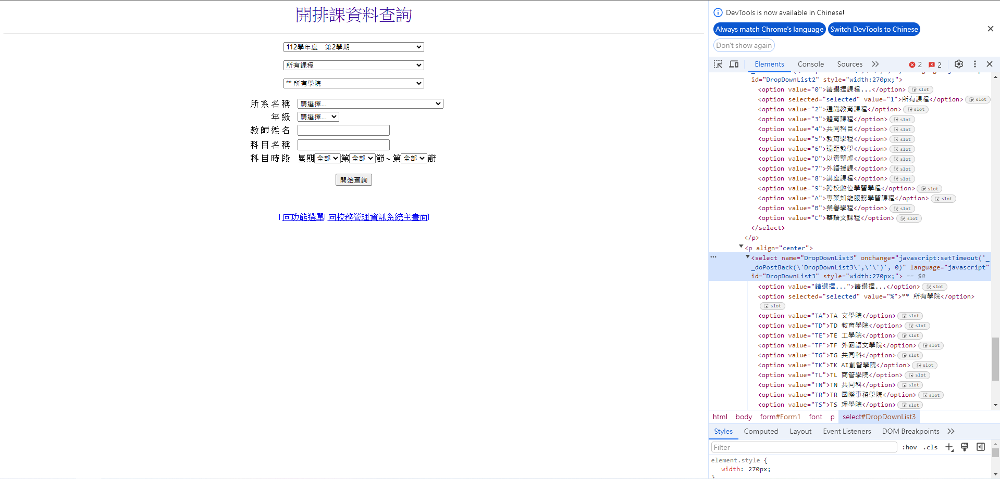 開排課資料查詢
112學年度　第2學期
所有課程
** 所有學院
所系名稱 請選擇...
年級 請選擇...
教師姓名
科目名稱
科目時段 星期 全部 第 全部 節 ~ 第 全部 節
開始查詢
| 回功能選單| 回校務管理資訊系統主畫面|
DevTools is now available in Chinese!
Always match Chrome's language Switch DevTools to Chinese
Don't show again
Elements Console Sources 2 2
id="DropDownList2" style="width:270px;">
<option value="0">請選擇課程...</option> slot
<option selected="selected" value="1">所有課程</option> slot
<option value="2">通識教育課程</option> slot
<option value="3">體育課程</option> slot
<option value="4">共同科目</option> slot
<option value="5">教育學程</option> slot
<option value="6">遠距教學</option> slot
<option value="D">以實整虛</option> slot
<option value="7">外語授課</option> slot
<option value="8">講座課程</option> slot
<option value="9">跨校數位學習學程</option> slot
<option value="A">專業知能服務學習課程</option> slot
<option value="B">榮譽學程</option> slot
<option value="C">華語文課程</option> slot
</select>
</p>
<p align="center">
<select name="DropDownList3" onchange="javascript:setTimeout('_
_doPostBack(\'DropDownList3\',\'\')', 0)" language="javascript"
id="DropDownList3" style="width:270px;"> == $0
<option value="請選擇...">請選擇...</option> slot
<option selected="selected" value="%">** 所有學院</option>
slot
<option value="TA">TA 文學院</option> slot
<option value="TD">TD 教育學院</option> slot
<option value="TE">TE 工學院</option> slot
<option value="TF">TF 外國語文學院</option> slot
<option value="TG">TG 共同科</option> slot
<option value="TK">TK AI創智學院</option> slot
<option value="TL">TL 商管學院</option> slot
<option value="TN">TN 共同科</option> slot
<option value="TR">TR 國際事務學院</option> slot
<option value="TS">TS 理學院</option> slot
html body form#Form1 font p select#DropDownList3
Styles Computed Layout Event Listeners DOM Breakpoints
Filter :hov .cls
element.style {
width: 270px;
}